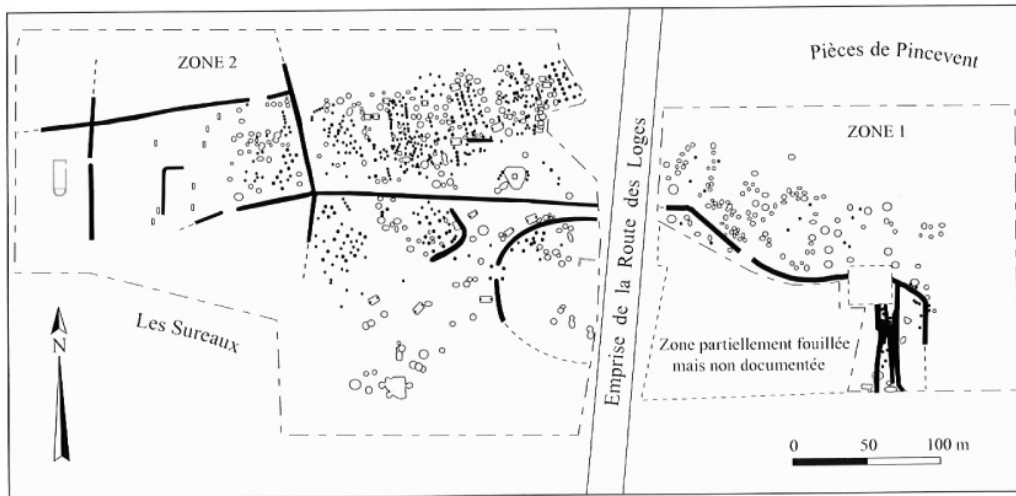 ZONE 2
Pièces de Pincevent
ZONE 1
Emprise de la Route des Loges
Les Sureaux
N
Zone partiellement fouillée
mais non documentée
0 50 100 m